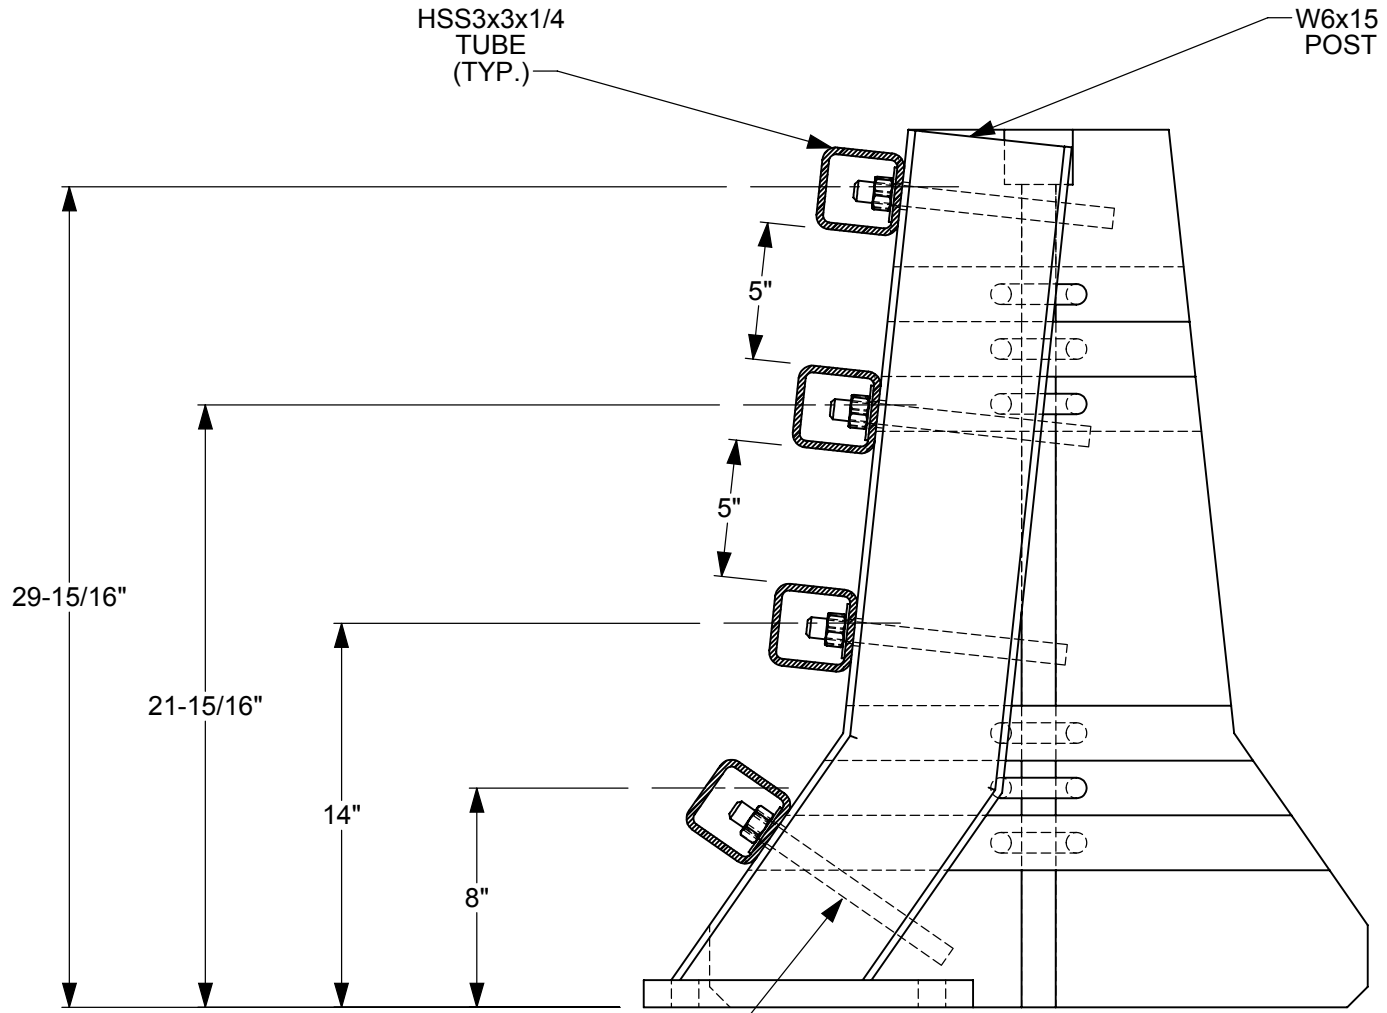 HSS3x3x1/4
TUBE
(TYP.)
W6x15
POST
5"
5"
29-15/16"
21-15/16"
14"
8"